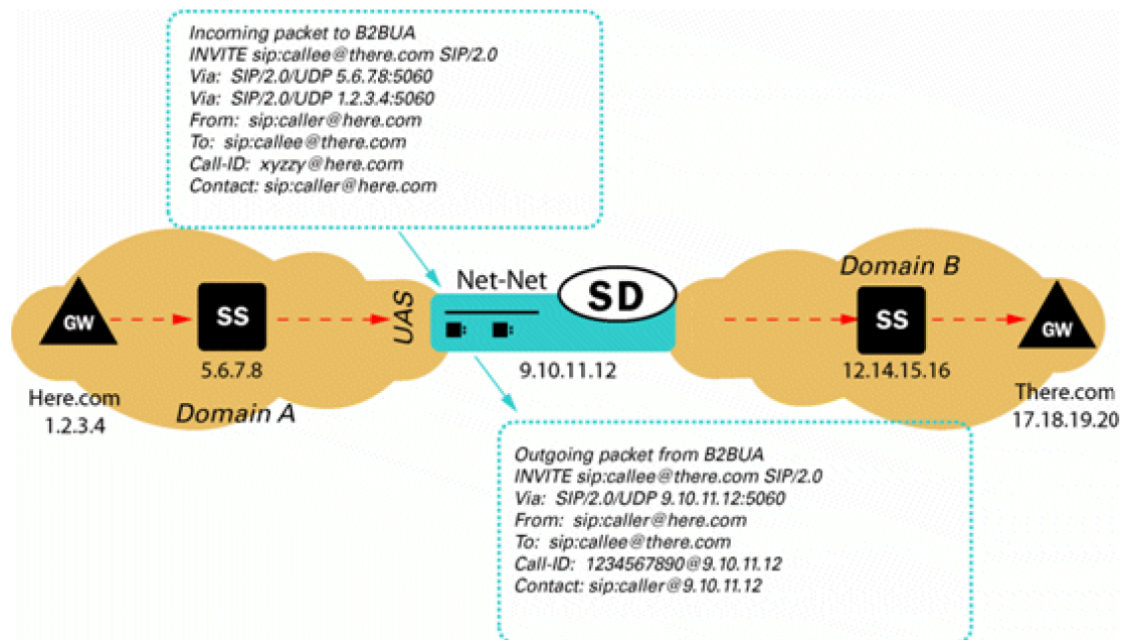 Incoming packet to B2BUA
INVITE sip:callee@there.com SIP/2.0
Via: SIP/2.0/UDP 5.6.7.8:5060
Via: SIP/2.0/UDP 1.2.3.4:5060
From: sip:caller@here.com
To: sip:callee@there.com
Call-ID: xyzzy@here.com
Contact: sip:caller@here.com
GW
Here.com
1.2.3.4
SS
5.6.7.8
Domain A
UAS
Net-Net
SD
9.10.11.12
Domain B
SS
12.14.15.16
GW
There.com
17.18.19.20
Outgoing packet from B2BUA
INVITE sip:callee@there.com SIP/2.0
Via: SIP/2.0/UDP 9.10.11.12:5060
From: sip:caller@here.com
To: sip:callee@there.com
Call-ID: 1234567890@9.10.11.12
Contact: sip:caller@9.10.11.12